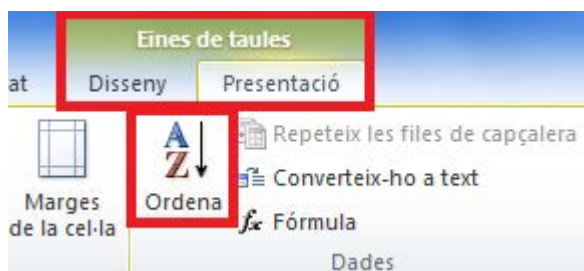 Eines de taules
at Disseny Presentació
Marges
de la cel·la
A
Z
Ordena
Repeteix les files de capçalera
Converteix-ho a text
fx Fórmula
Dades